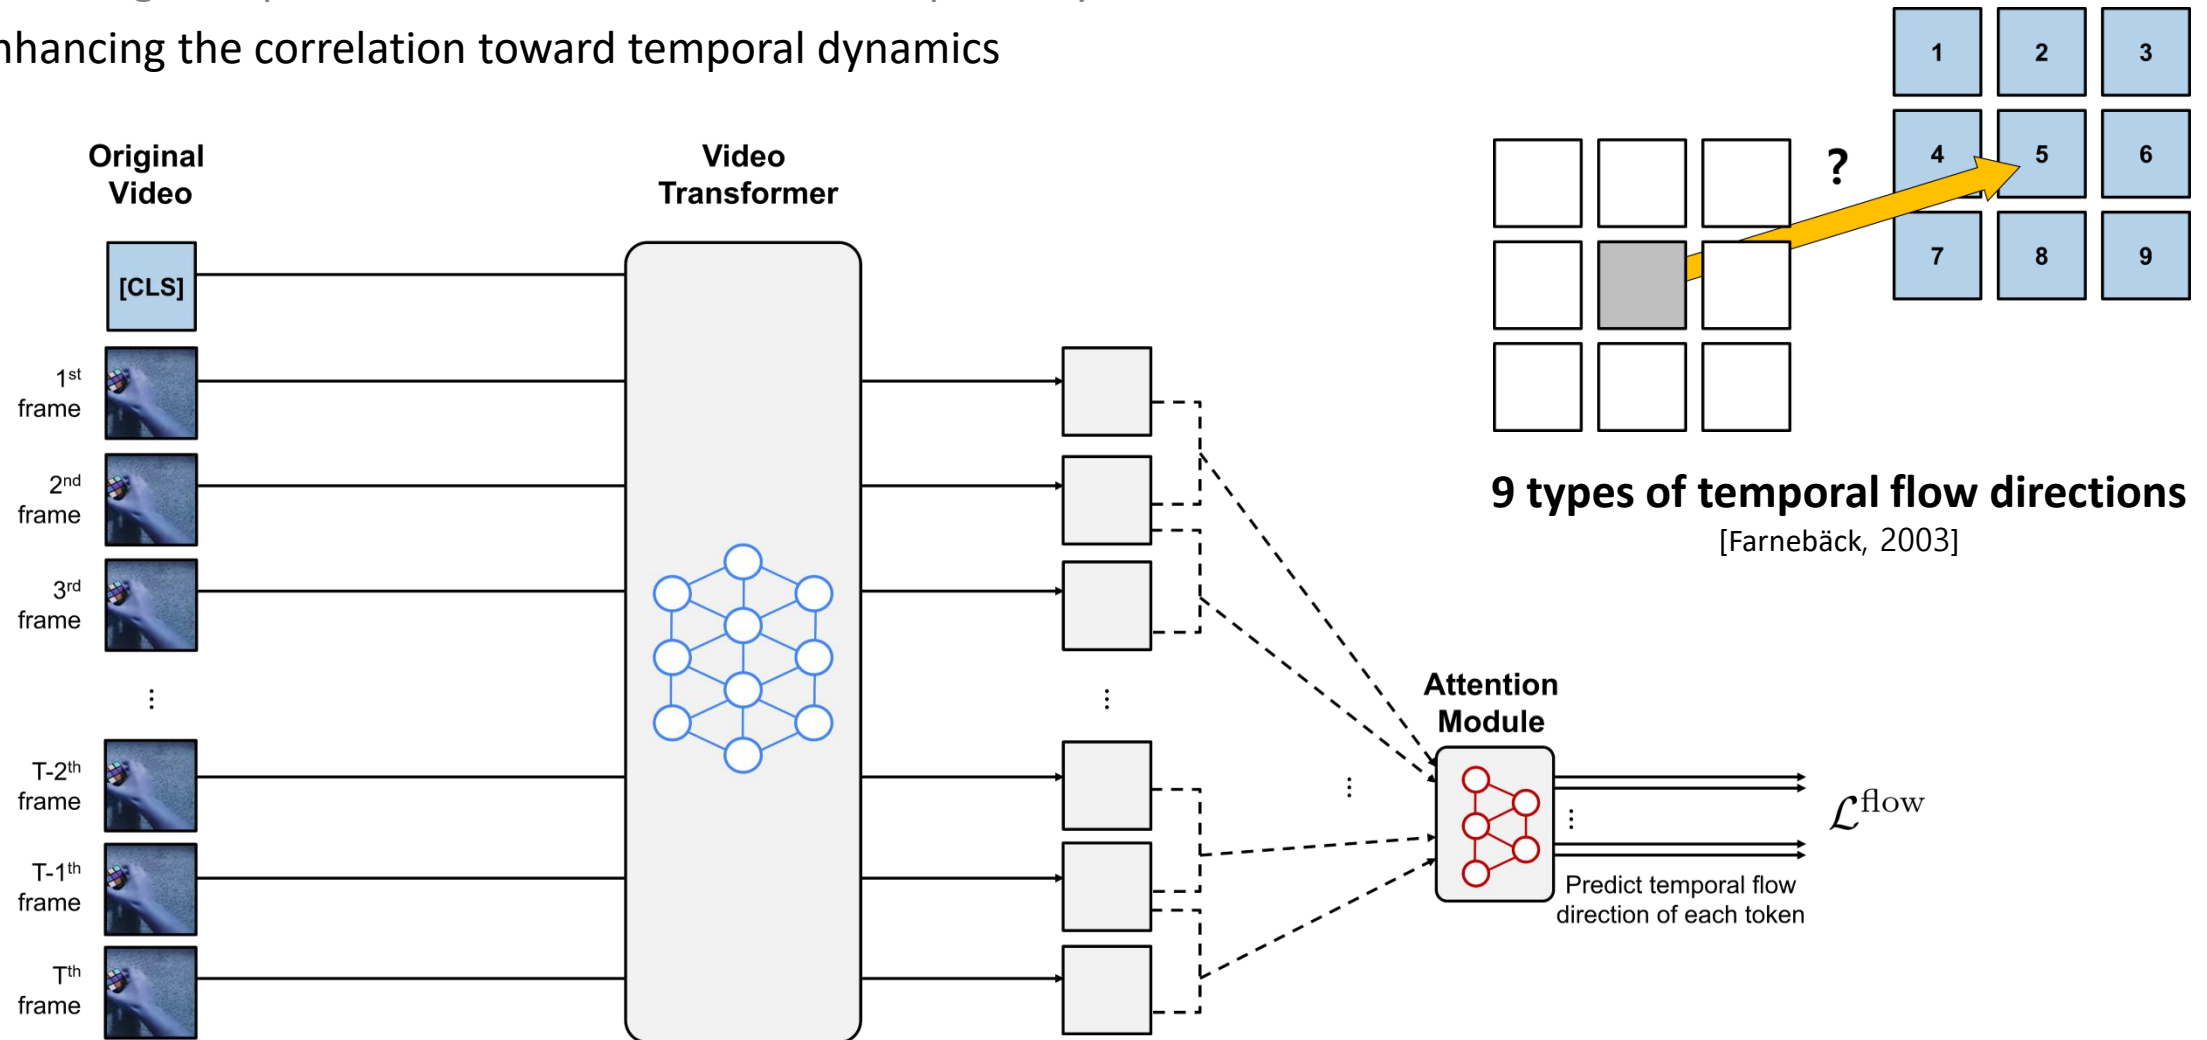 nhancing the correlation toward temporal dynamics
Original
Video
Video
Transformer
[CLS]
1st
frame
2nd
frame
3rd
frame
⋮
T-2th
frame
T-1th
frame
Tth
frame
⋮
⋮
Attention
Module
⋮
Predict temporal flow
direction of each token
ℒflow
?
1 2 3
4 5 6
7 8 9
9 types of temporal flow directions
[Farnebäck, 2003]